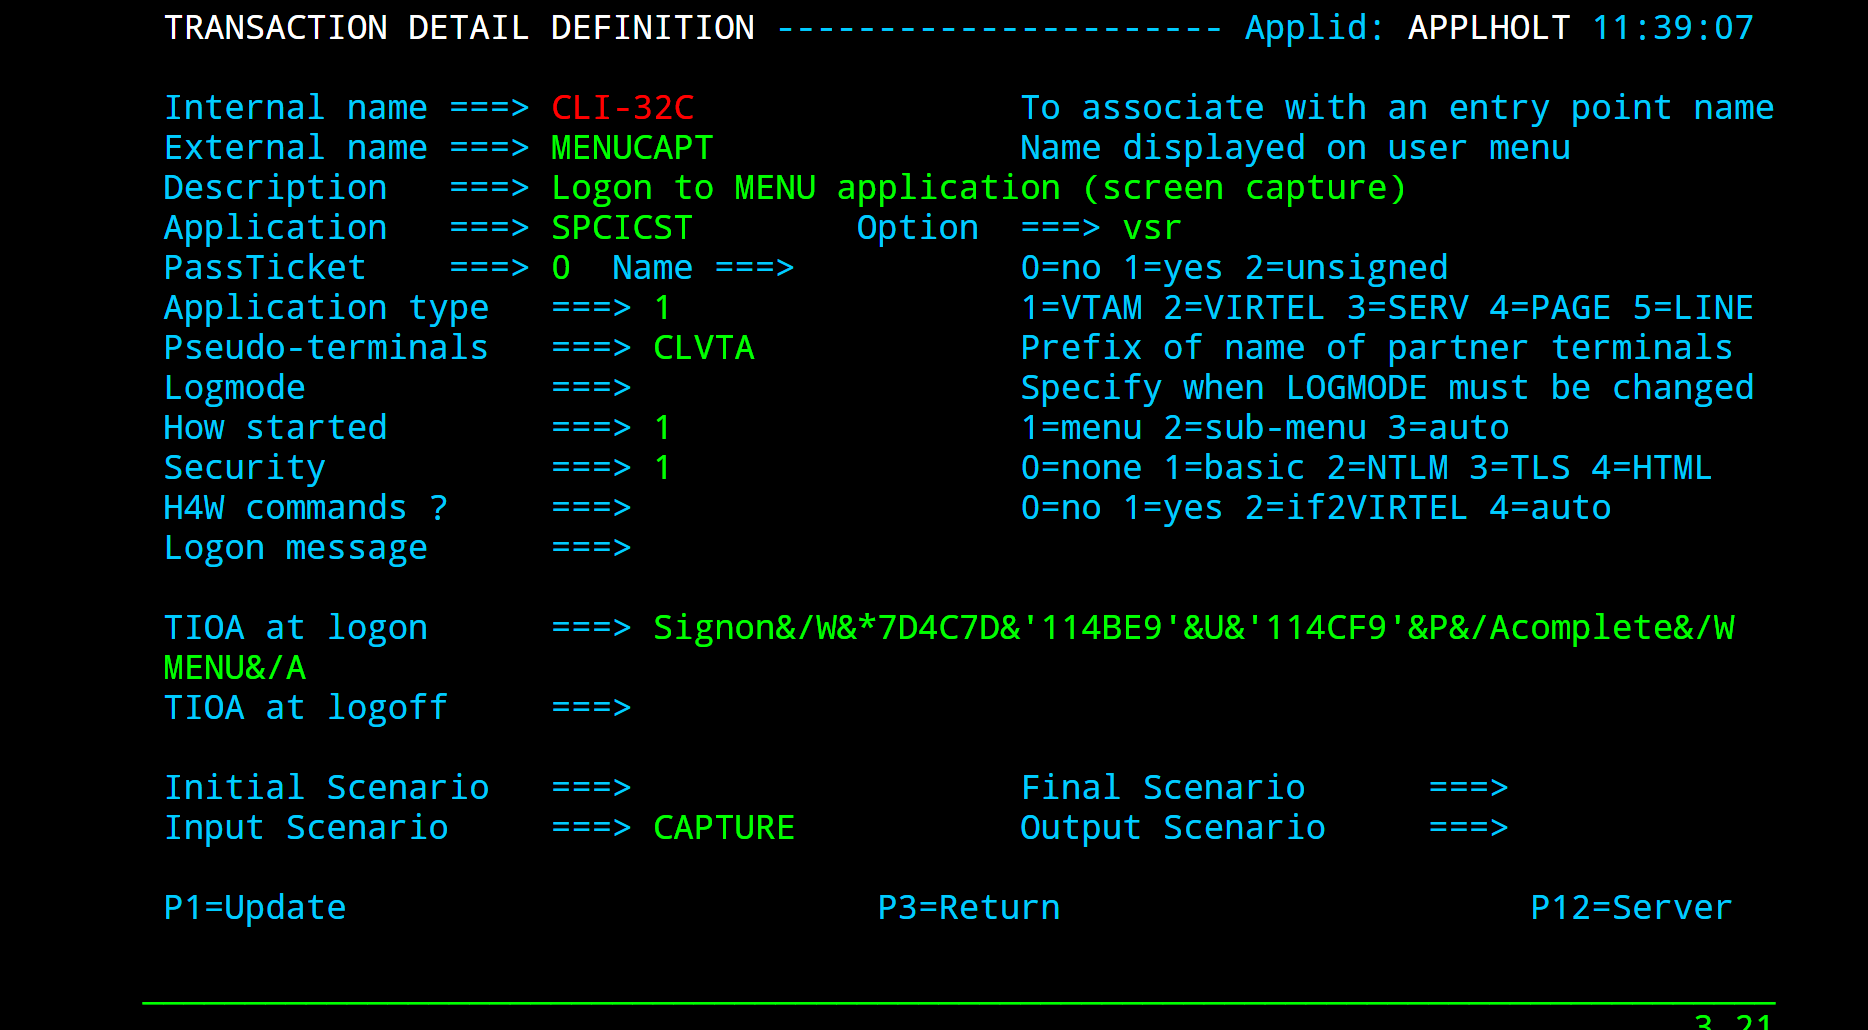 TRANSACTION DETAIL DEFINITION ---------------------- Applid: APPLHOLT 11:39:07
Internal name ===> CLI-32C To associate with an entry point name
External name ===> MENUCAPT Name displayed on user menu
Description ===> Logon to MENU application (screen capture)
Application ===> SPCICST Option ===> vsr
PassTicket ===> 0 Name ===> 0=no 1=yes 2=unsigned
Application type ===> 1 1=VTAM 2=VIRTEL 3=SERV 4=PAGE 5=LINE
Pseudo-terminals ===> CLVTA Prefix of name of partner terminals
Logmode ===> Specify when LOGMODE must be changed
How started ===> 1 1=menu 2=sub-menu 3=auto
Security ===> 1 0=none 1=basic 2=NTLM 3=TLS 4=HTML
H4W commands ? ===> 0=no 1=yes 2=if2VIRTEL 4=auto
Logon message ===>
TIOA at logon ===> Signon&/W&*7D4C7D&'114BE9'&U&'114CF9'&P&/Acomplete&/W
MENU&/A
TIOA at logoff ===>
Initial Scenario ===> Final Scenario ===>
Input Scenario ===> CAPTURE Output Scenario ===>
P1=Update P3=Return P12=Server
3,21